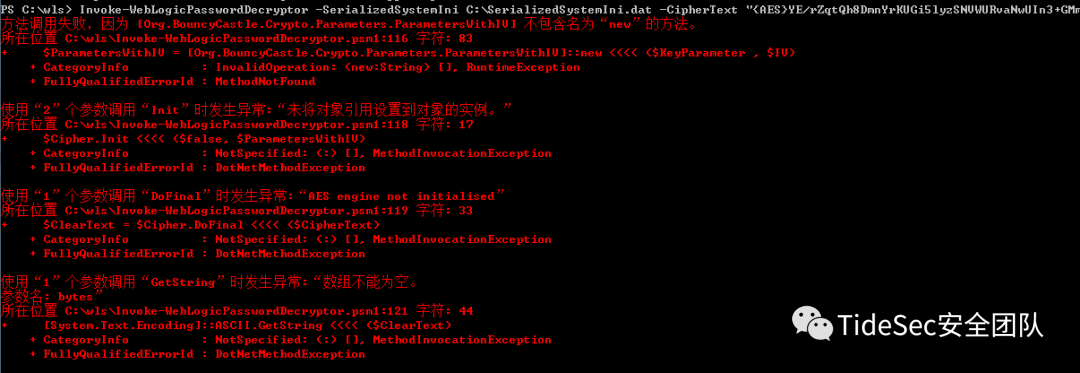 PS C:\wls> Invoke-WebLogicPasswordDecryptor -SerializedSystemIni C:\SerializedSystemIni.dat -CipherText "{AES}YE/rZqtQh8DmnYrKUGi5lyzSNVWURvaNwUIn3+GMm
方法调用失败,因为 [Org.BouncyCastle.Crypto.Parameters.ParametersWithIV] 不包含名为“new”的方法。
所在位置 C:\wls\Invoke-WebLogicPasswordDecryptor.psm1:116 字符: 83
+ $ParametersWithIV = [Org.BouncyCastle.Crypto.Parameters.ParametersWithIV]::new <<<< ($KeyParameter , $IV)
+ CategoryInfo : InvalidOperation: (new:String) [], RuntimeException
+ FullyQualifiedErrorId : MethodNotFound
使用“2”个参数调用“Init”时发生异常:“未将对象引用设置到对象的实例。”
所在位置 C:\wls\Invoke-WebLogicPasswordDecryptor.psm1:118 字符: 17
+ $Cipher.Init <<<< ($false, $ParametersWithIV)
+ CategoryInfo : NotSpecified: (:) [], MethodInvocationException
+ FullyQualifiedErrorId : DotNetMethodException
使用“1”个参数调用“DoFinal”时发生异常:“AES engine not initialised”
所在位置 C:\wls\Invoke-WebLogicPasswordDecryptor.psm1:119 字符: 33
+ $ClearText = $Cipher.DoFinal <<<< ($CipherText)
+ CategoryInfo : NotSpecified: (:) [], MethodInvocationException
+ FullyQualifiedErrorId : DotNetMethodException
使用“1”个参数调用“GetString”时发生异常:“数组不能为空。
参数名: bytes”
所在位置 C:\wls\Invoke-WebLogicPasswordDecryptor.psm1:121 字符: 44
+ [System.Text.Encoding]::ASCII.GetString <<<< ($ClearText)
+ CategoryInfo : NotSpecified: (:) [], MethodInvocationException
+ FullyQualifiedErrorId : DotNetMethodException
TideSec安全团队